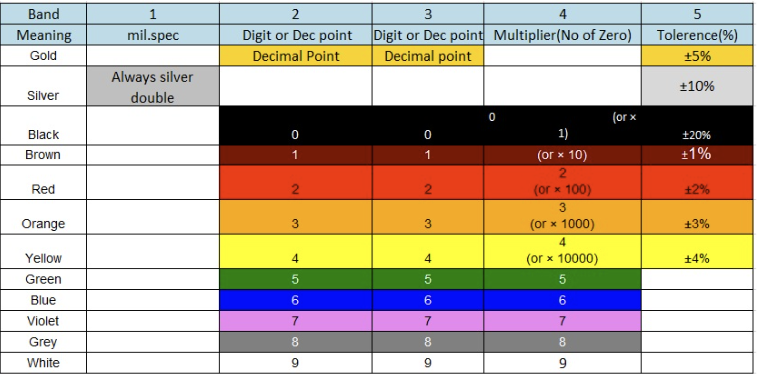 Band 1 2 3 4 5
Meaning mil.spec Digit or Dec point Digit or Dec point Multiplier(No of Zero) Tolerence(%)
Gold Decimal Point Decimal point ±5%
Silver Always silver double ±10%
Black 0 0 0 (or × 1) ±20%
Brown 1 1 (or × 10) ±1%
Red 2 2 2 (or × 100) ±2%
Orange 3 3 3 (or × 1000) ±3%
Yellow 4 4 4 (or × 10000) ±4%
Green 5 5 5
Blue 6 6 6
Violet 7 7 7
Grey 8 8 8
White 9 9 9